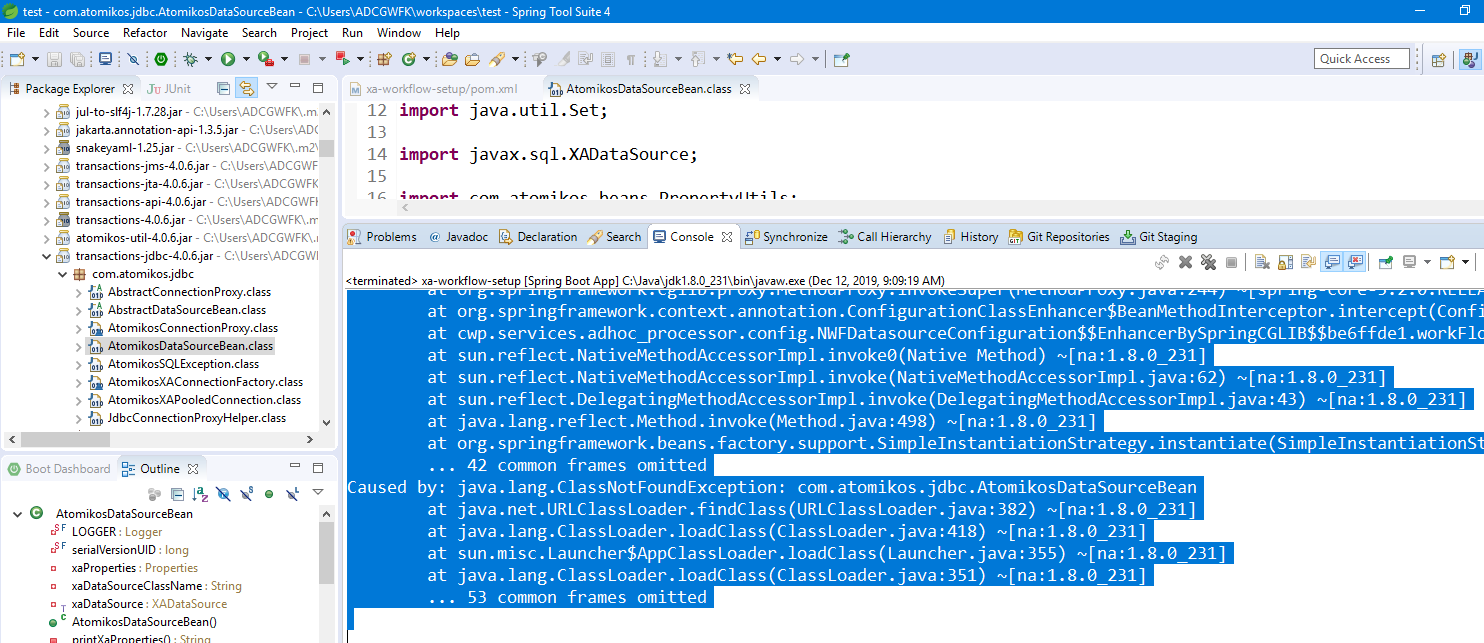 test - com.atomikos.jdbc.AtomikosDataSourceBean - C:\Users\ADCGWFK\workspaces\test - Spring Tool Suite 4
File Edit Source Refactor Navigate Search Project Run Window Help
Quick Access
Package Explorer JUnit
jul-to-slf4j-1.7.28.jar - C:\Users\ADCGWFK\.m
jakarta.annotation-api-1.3.5.jar - C:\Users\ADC
snakeyaml-1.25.jar - C:\Users\ADCGWFK\.m2\
transactions-jms-4.0.6.jar - C:\Users\ADCGWF
transactions-jta-4.0.6.jar - C:\Users\ADCGWFK
transactions-api-4.0.6.jar - C:\Users\ADCGWFK
transactions-4.0.6.jar - C:\Users\ADCGWFK\.m
atomikos-util-4.0.6.jar - C:\Users\ADCGWFK\.
transactions-jdbc-4.0.6.jar - C:\Users\ADCGWF
com.atomikos.jdbc
AbstractConnectionProxy.class
AbstractDataSourceBean.class
AtomikosConnectionProxy.class
AtomikosDataSourceBean.class
AtomikosSQLException.class
AtomikosXAConnectionFactory.class
AtomikosXAPooledConnection.class
JdbcConnectionProxyHelper.class
Boot Dashboard Outline
AtomikosDataSourceBean
LOGGER : Logger
serialVersionUID : long
xaProperties : Properties
xaDataSourceClassName : String
xaDataSource : XADataSource
AtomikosDataSourceBean()
printXaProperties() : String
xa-workflow-setup/pom.xml AtomikosDataSourceBean.class
12 import java.util.Set;
13
14 import javax.sql.XADataSource;
15
16 import com.atomikos.beans.PropertyUtils;
Problems @ Javadoc Declaration Search Console Synchronize Call Hierarchy History Git Repositories Git Staging
<terminated> xa-workflow-setup [Spring Boot App] C:\Java\jdk1.8.0_231\bin\javaw.exe (Dec 12, 2019, 9:09:19 AM)
at org.springframework.cglib.proxy.MethodProxy.invokeSuper(MethodProxy.java:244) ~[spring-core-5.2.0.RELEA
at org.springframework.context.annotation.ConfigurationClassEnhancer$BeanMethodInterceptor.intercept(Confi
at cwp.services.adhoc_processor.config.NWFDatasourceConfiguration$$EnhancerBySpringCGLIB$$be6ffde1.workFlo
at sun.reflect.NativeMethodAccessorImpl.invoke0(Native Method) ~[na:1.8.0_231]
at sun.reflect.NativeMethodAccessorImpl.invoke(NativeMethodAccessorImpl.java:62) ~[na:1.8.0_231]
at sun.reflect.DelegatingMethodAccessorImpl.invoke(DelegatingMethodAccessorImpl.java:43) ~[na:1.8.0_231]
at java.lang.reflect.Method.invoke(Method.java:498) ~[na:1.8.0_231]
at org.springframework.beans.factory.support.SimpleInstantiationStrategy.instantiate(SimpleInstantiationSt
... 42 common frames omitted
Caused by: java.lang.ClassNotFoundException: com.atomikos.jdbc.AtomikosDataSourceBean
at java.net.URLClassLoader.findClass(URLClassLoader.java:382) ~[na:1.8.0_231]
at java.lang.ClassLoader.loadClass(ClassLoader.java:418) ~[na:1.8.0_231]
at sun.misc.Launcher$AppClassLoader.loadClass(Launcher.java:355) ~[na:1.8.0_231]
at java.lang.ClassLoader.loadClass(ClassLoader.java:351) ~[na:1.8.0_231]
... 53 common frames omitted